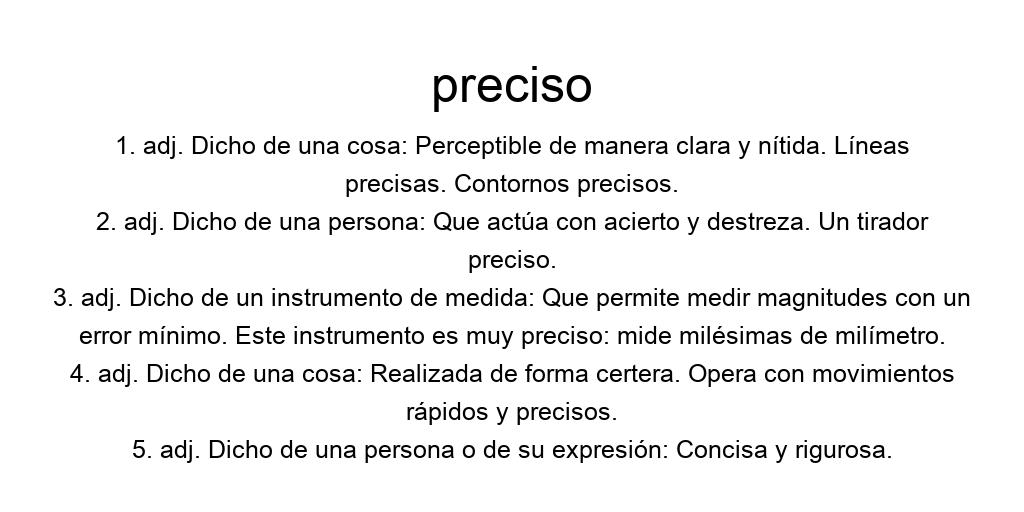 preciso
1. adj. Dicho de una cosa: Perceptible de manera clara y nítida. Líneas
precisas. Contornos precisos.
2. adj. Dicho de una persona: Que actúa con acierto y destreza. Un tirador
preciso.
3. adj. Dicho de un instrumento de medida: Que permite medir magnitudes con un
error mínimo. Este instrumento es muy preciso: mide milésimas de milímetro.
4. adj. Dicho de una cosa: Realizada de forma certera. Opera con movimientos
rápidos y precisos.
5. adj. Dicho de una persona o de su expresión: Concisa y rigurosa.